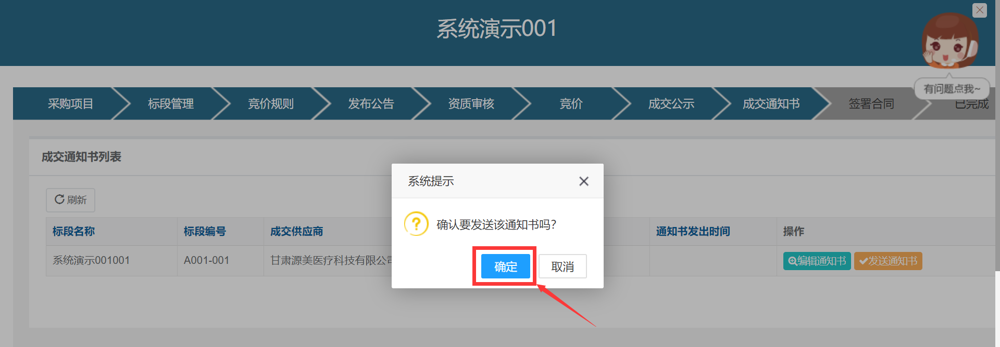 系统演示001
有问题点我~
采购项目
标段管理
竞价规则
发布公告
资质审核
竞价
成交公示
成交通知书
签署合同
已完成
成交通知书列表
刷新
标段名称
标段编号
成交供应商
通知书发出时间
操作
系统演示001001
A001-001
甘肃源美医疗科技有限公司
编辑通知书
发送通知书
系统提示
确认要发送该通知书吗?
确定
取消